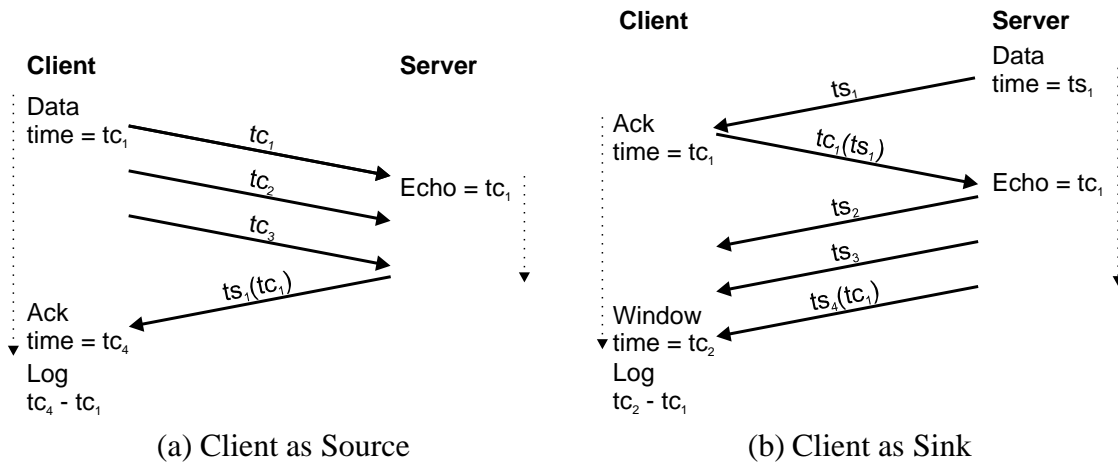 Client
Server
Data
time = tc₁
tc₁
tc₂
tc₃
Echo = tc₁
ts₁(tc₁)
Ack
time = tc₄
Log
tc₄ - tc₁
(a) Client as Source
Client
Server
Data
time = ts₁
ts₁
Ack
time = tc₁
tc₁(ts₁)
Echo = tc₁
ts₂
ts₃
ts₄(tc₁)
Window
time = tc₂
Log
tc₂ - tc₁
(b) Client as Sink